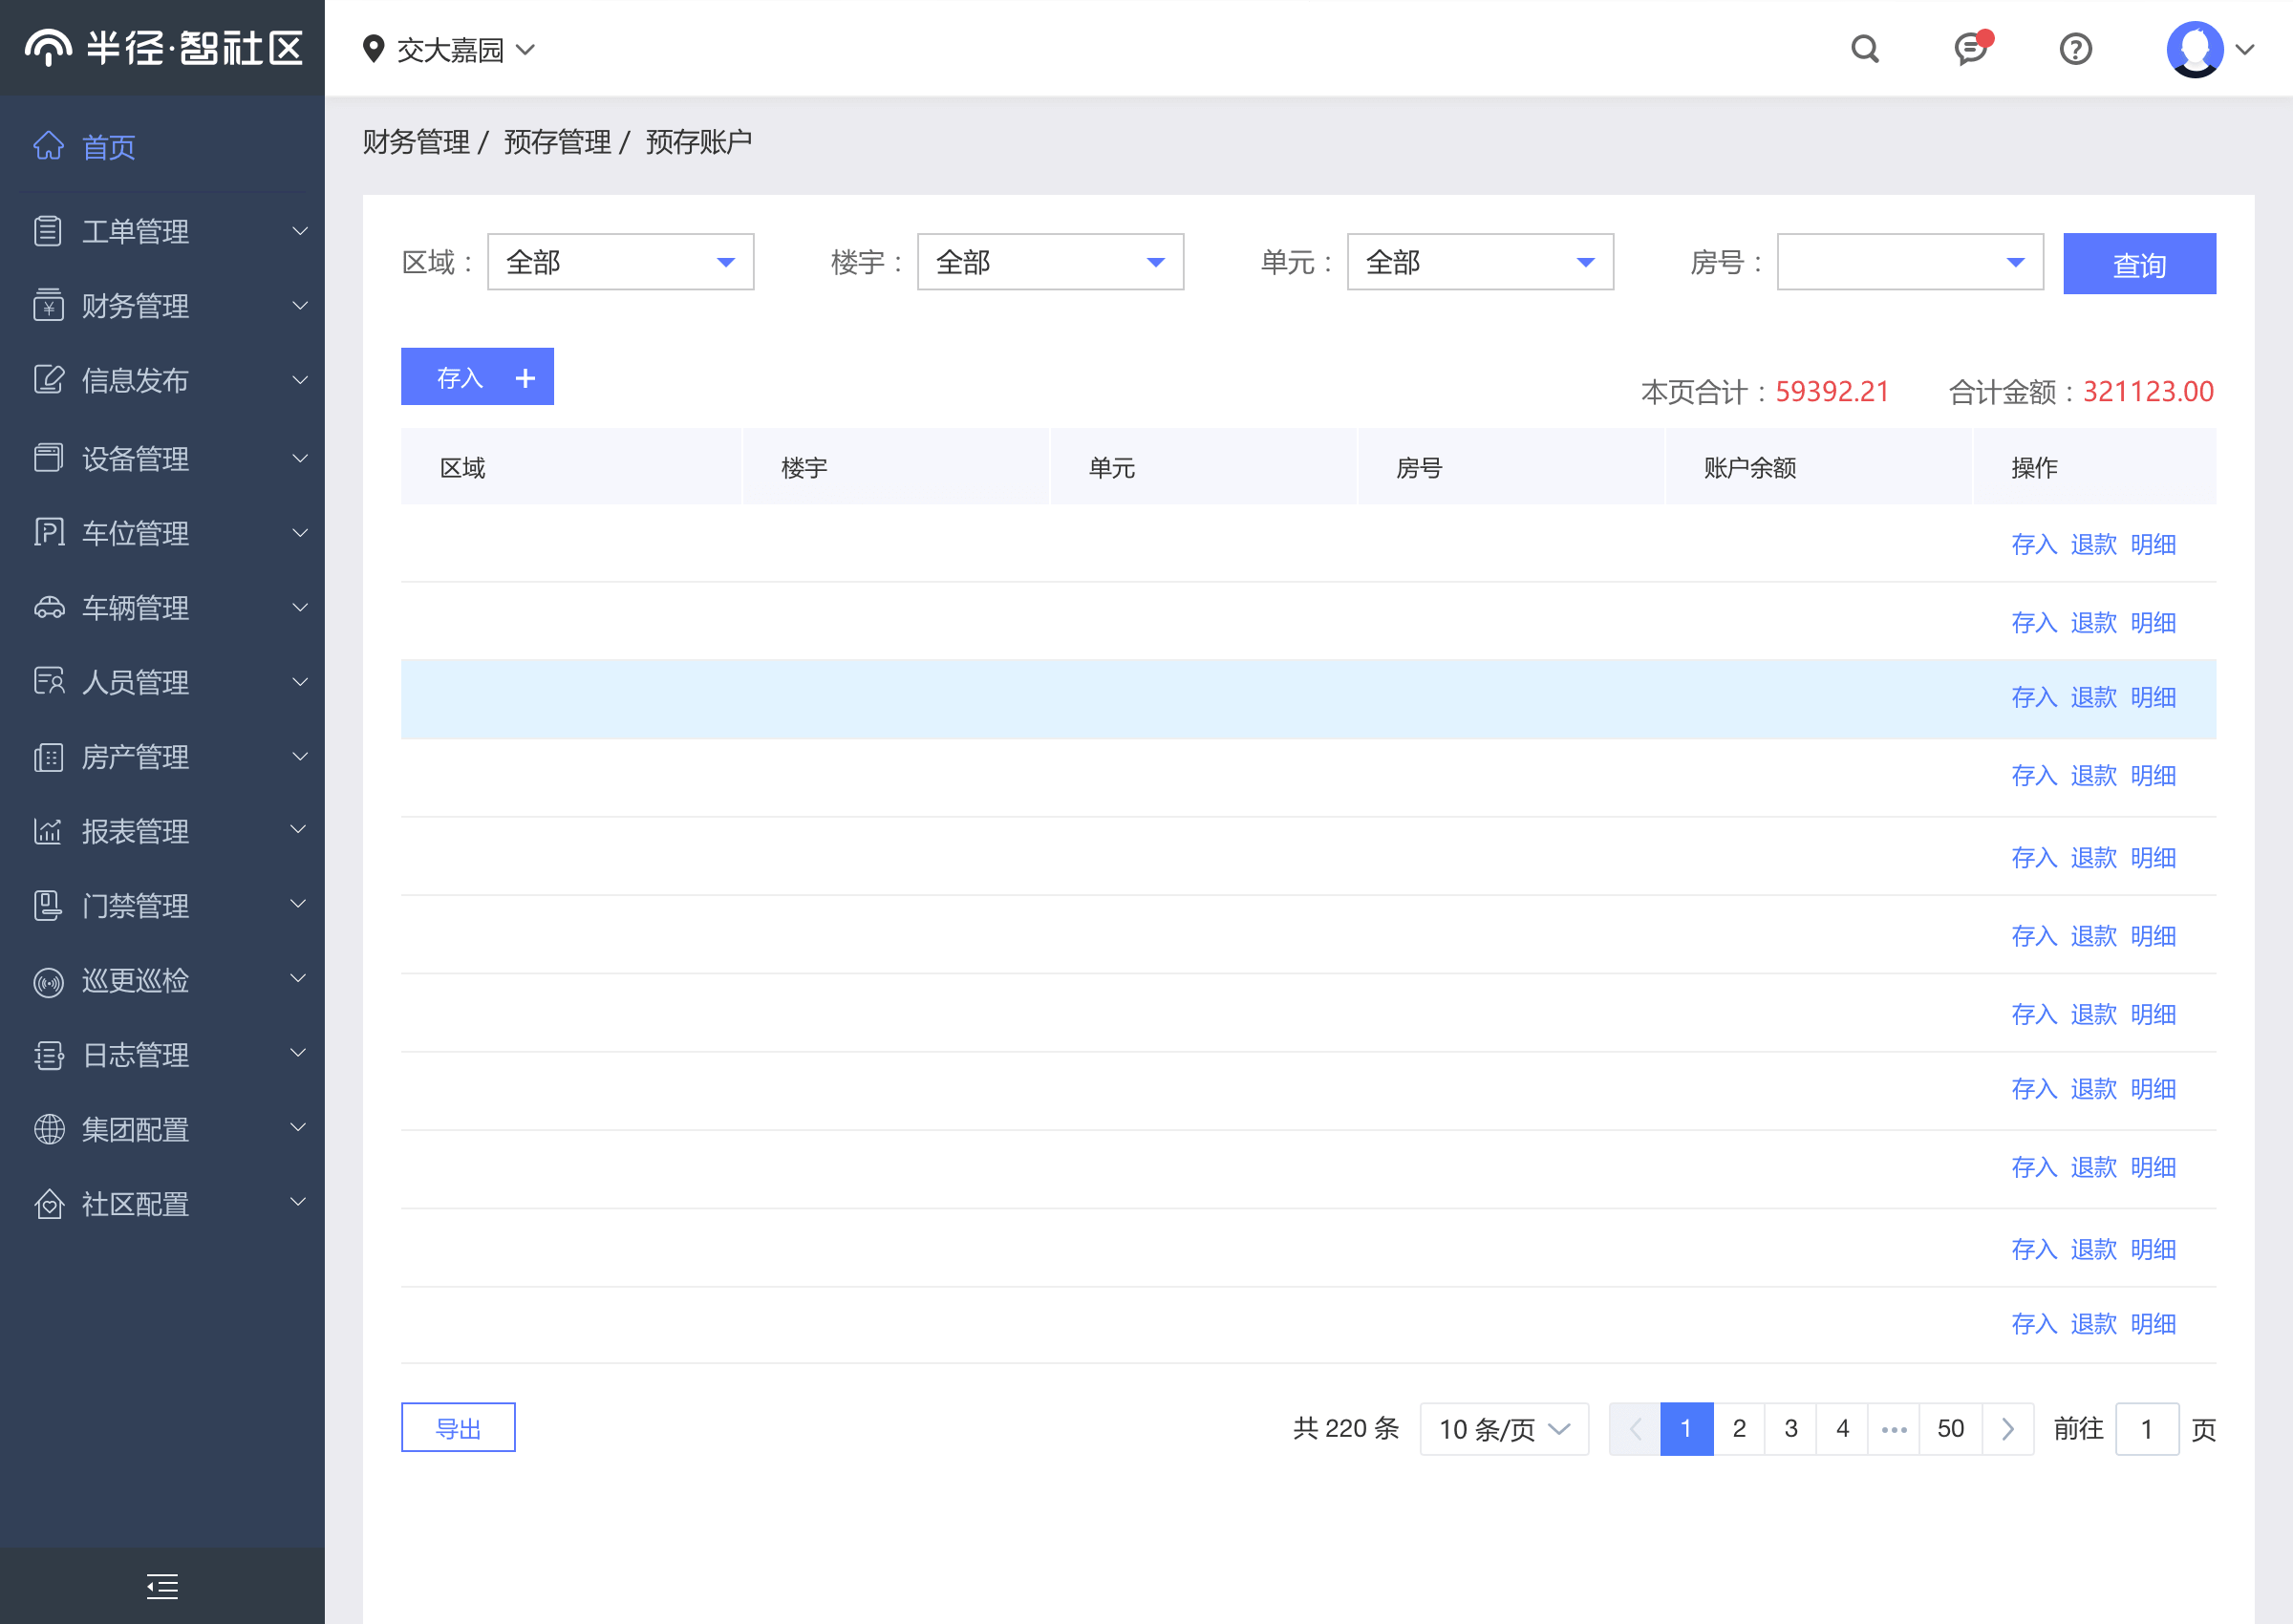 半径·智社区
交大嘉园
首页
工单管理
财务管理
信息发布
设备管理
车位管理
车辆管理
人员管理
房产管理
报表管理
门禁管理
巡更巡检
日志管理
集团配置
社区配置
财务管理/ 预存管理/ 预存账户
区域： 全部 楼宇： 全部 单元： 全部 房号： 查询
存入 +
本页合计：59392.21 合计金额：321123.00
区域 楼宇 单元 房号 账户余额 操作
存入 退款 明细
存入 退款 明细
存入 退款 明细
存入 退款 明细
存入 退款 明细
存入 退款 明细
存入 退款 明细
存入 退款 明细
存入 退款 明细
存入 退款 明细
存入 退款 明细
导出 共 220 条 10 条/页 1 2 3 4 ••• 50 前往 1 页